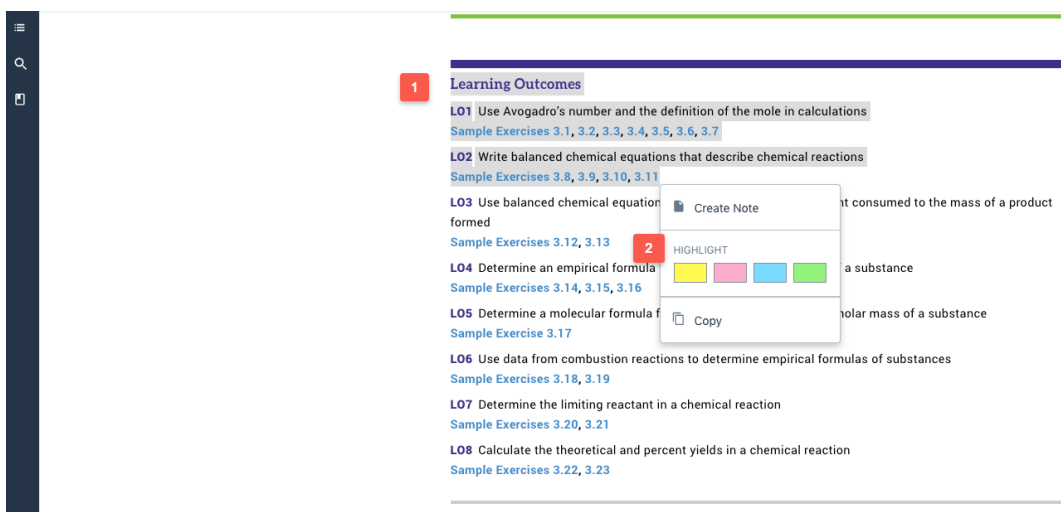 1
Learning Outcomes
LO1 Use Avogadro's number and the definition of the mole in calculations
Sample Exercises 3.1, 3.2, 3.3, 3.4, 3.5, 3.6, 3.7
LO2 Write balanced chemical equations that describe chemical reactions
Sample Exercises 3.8, 3.9, 3.10, 3.11
LO3 Use balanced chemical equation
consumed to the mass of a product
formed
Sample Exercises 3.12, 3.13
LO4 Determine an empirical formula
a substance
Sample Exercises 3.14, 3.15, 3.16
LO5 Determine a molecular formula
mass of a substance
Sample Exercise 3.17
LO6 Use data from combustion reactions to determine empirical formulas of substances
Sample Exercises 3.18, 3.19
LO7 Determine the limiting reactant in a chemical reaction
Sample Exercises 3.20, 3.21
LO8 Calculate the theoretical and percent yields in a chemical reaction
Sample Exercises 3.22, 3.23
Create Note
2
HIGHLIGHT
Copy